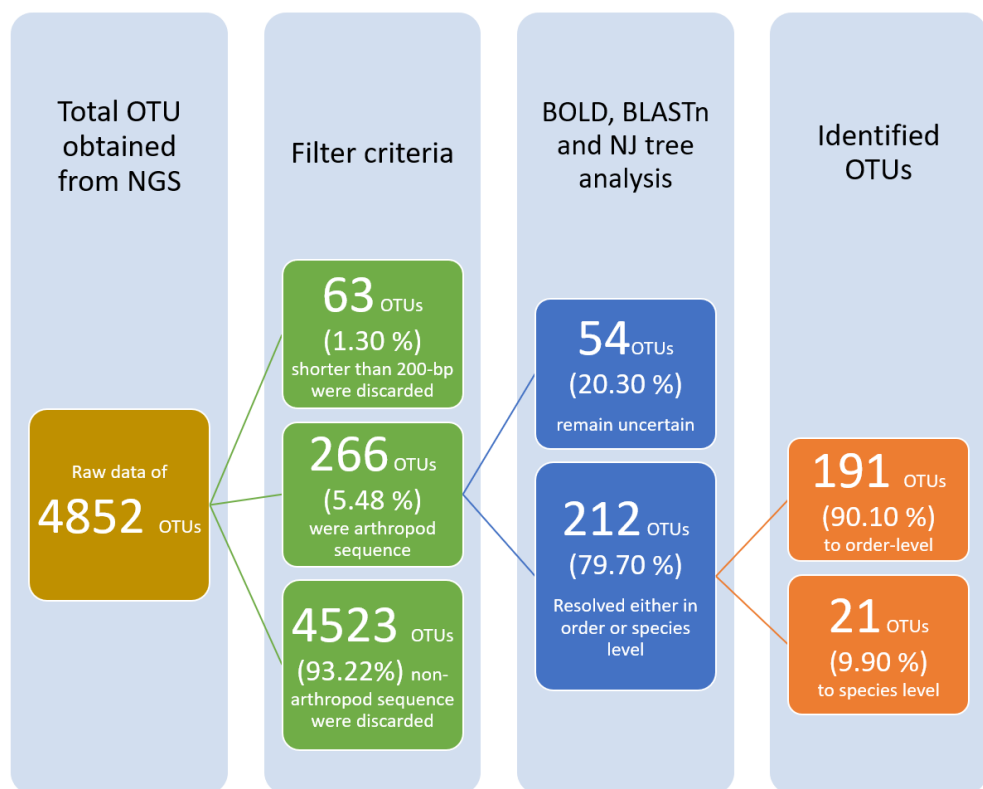 Total OTU
obtained
from NGS
Raw data of
4852 OTUs
Filter criteria
63 OTUs
(1.30 %)
shorter than 200-bp
were discarded
266 OTUs
(5.48 %)
were arthropod
sequence
4523 OTUs
(93.22%) non-
arthropod sequence
were discarded
BOLD, BLASTn
and NJ tree
analysis
54 OTUs
(20.30 %)
remain uncertain
212 OTUs
(79.70 %)
Resolved either in
order or species
level
Identified
OTUs
191 OTUs
(90.10 %)
to order-level
21 OTUs
(9.90 %)
to species level